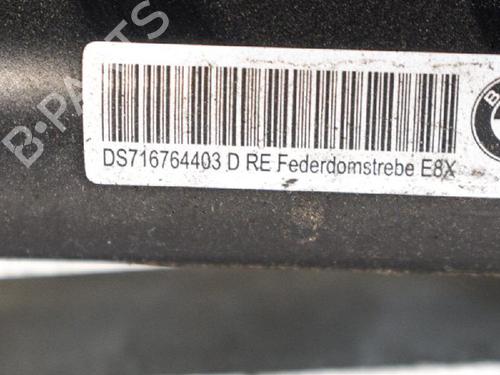 B-PARTS
DS716764403 D RE Federdomstrebe E8X
B